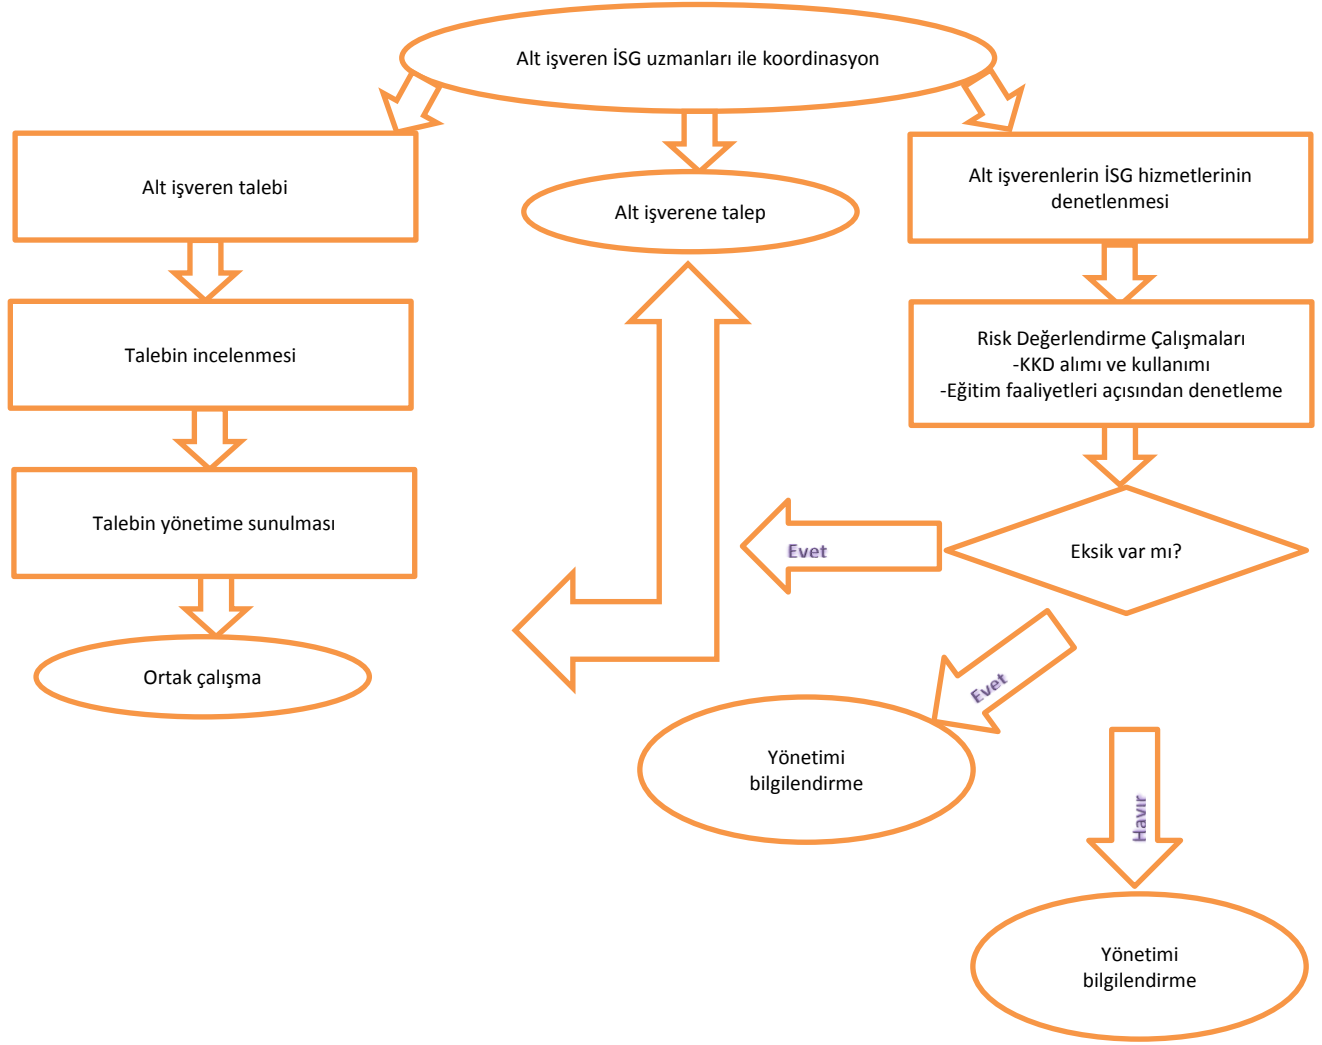 Alt işveren İSG uzmanları ile koordinasyon
Alt işveren talebi
Alt işverene talep
Alt işverenlerin İSG hizmetlerinin
denetlenmesi
Talebin incelenmesi
Risk Değerlendirme Çalışmaları
-KKD alımı ve kullanımı
-Eğitim faaliyetleri açısından denetleme
Talebin yönetime sunulması
Evet
Eksik var mı?
Ortak çalışma
Evet
Yönetimi
bilgilendirme
Hayır
Yönetimi
bilgilendirme